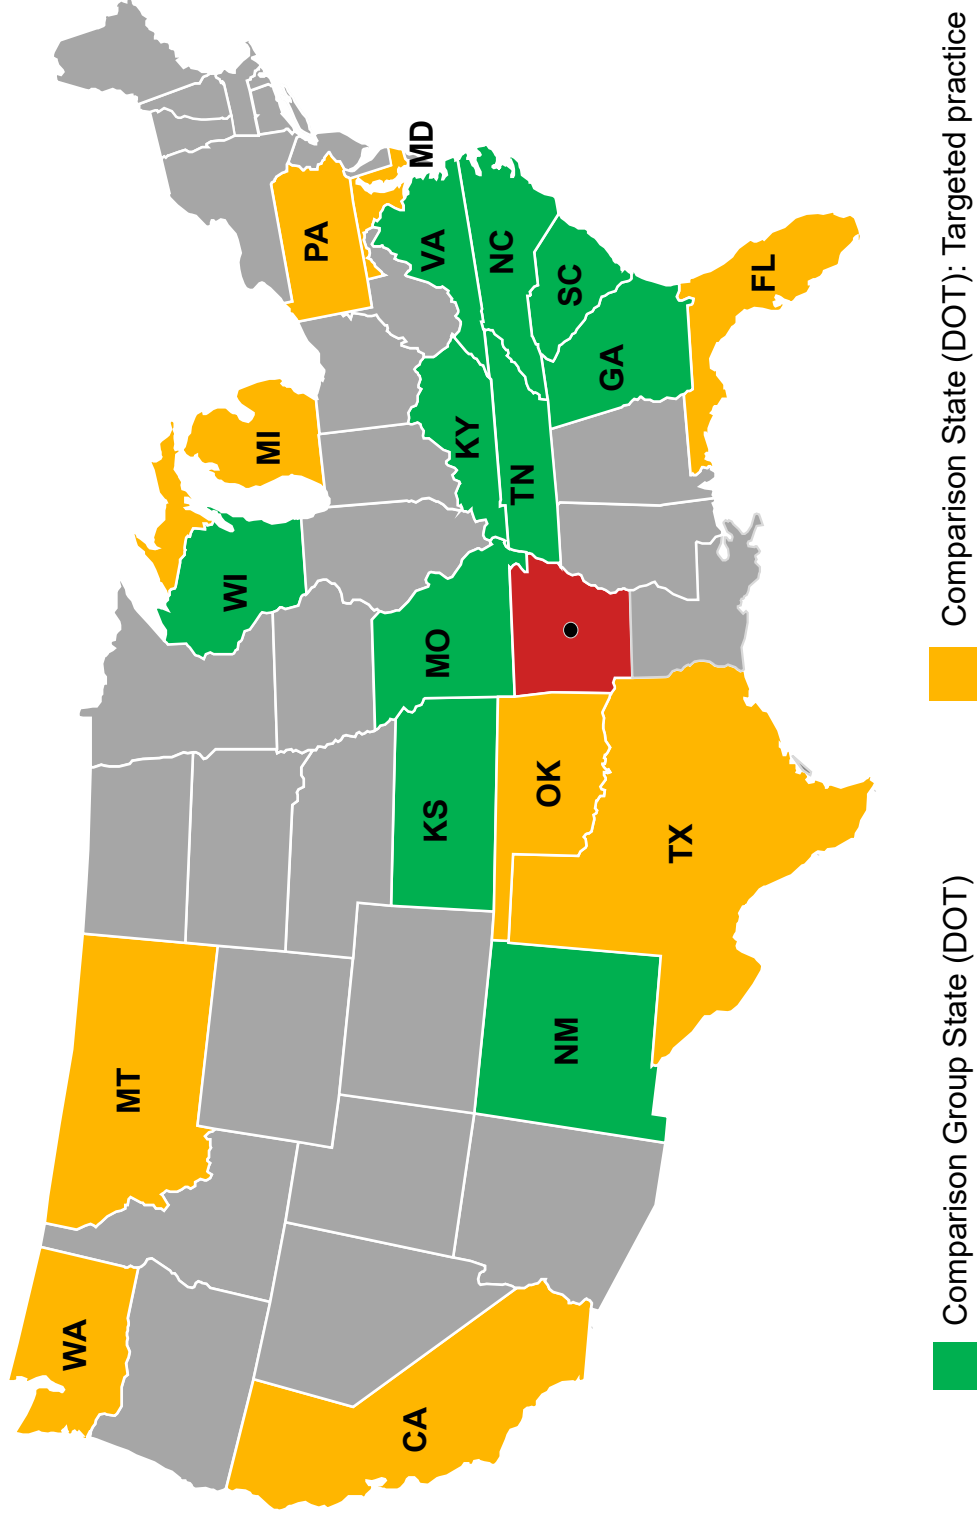 WA
MT
MI
WI
PA
MD
VA
KY
NC
SC
TN
GA
FL
MO
KS
OK
TX
NM
CA
Comparison Group State (DOT)
Comparison State (DOT): Targeted practice